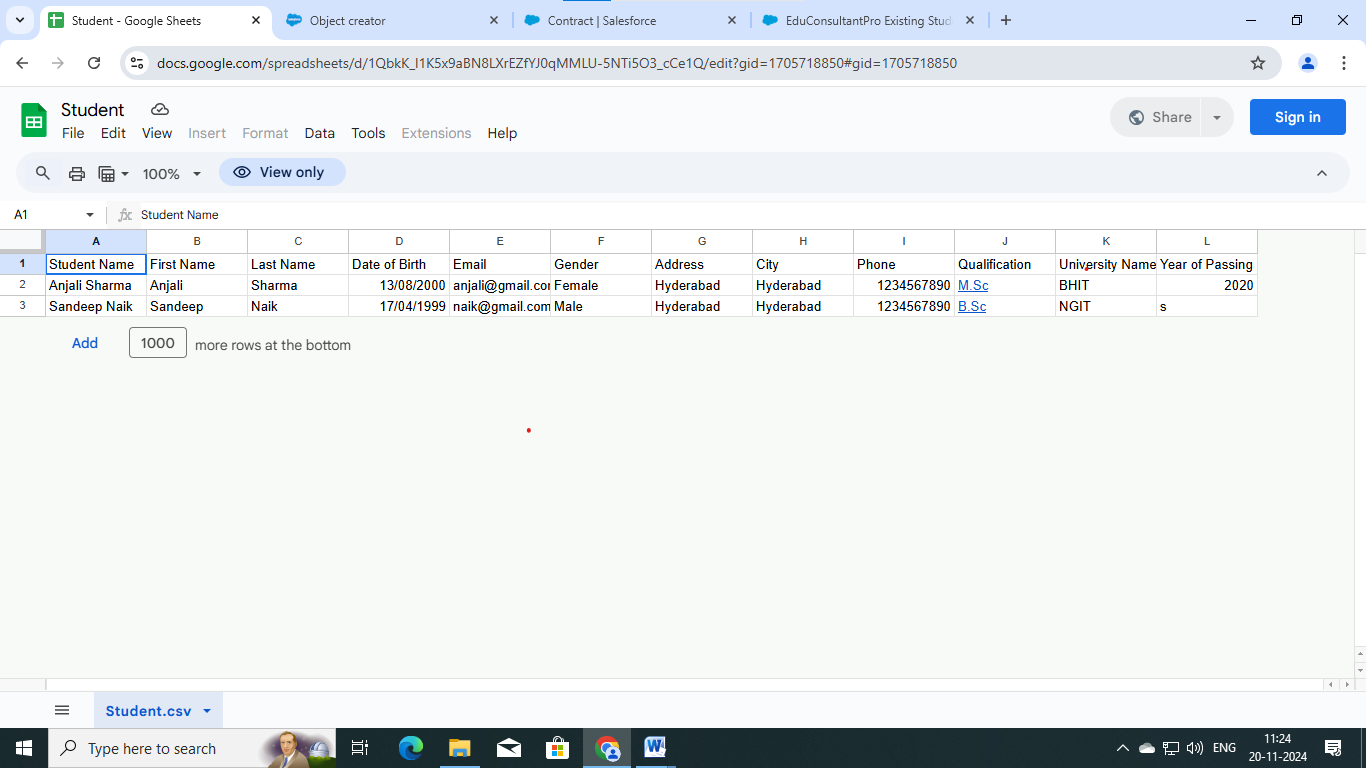 Student - Google Sheets
Object creator
Contract | Salesforce
EduConsultantPro Existing Stud
docs.google.com/spreadsheets/d/1QbkK_l1K5x9aBN8LXrEZfYJ0qMMLU-5NTi5O3_cCe1Q/edit?gid=1705718850#gid=1705718850
Student
File Edit View Insert Format Data Tools Extensions Help
Share
Sign in
100%
View only
A1
fx Student Name
A B C D E F G H I J K L
1 Student Name First Name Last Name Date of Birth Email Gender Address City Phone Qualification University Name Year of Passing
2 Anjali Sharma Anjali Sharma 13/08/2000 anjali@gmail.co Female Hyderabad Hyderabad 1234567890 M.Sc BHIT 2020
3 Sandeep Naik Sandeep Naik 17/04/1999 naik@gmail.com Male Hyderabad Hyderabad 1234567890 B.Sc NGIT s
Add 1000 more rows at the bottom
Student.csv
Type here to search
ENG
11:24
20-11-2024